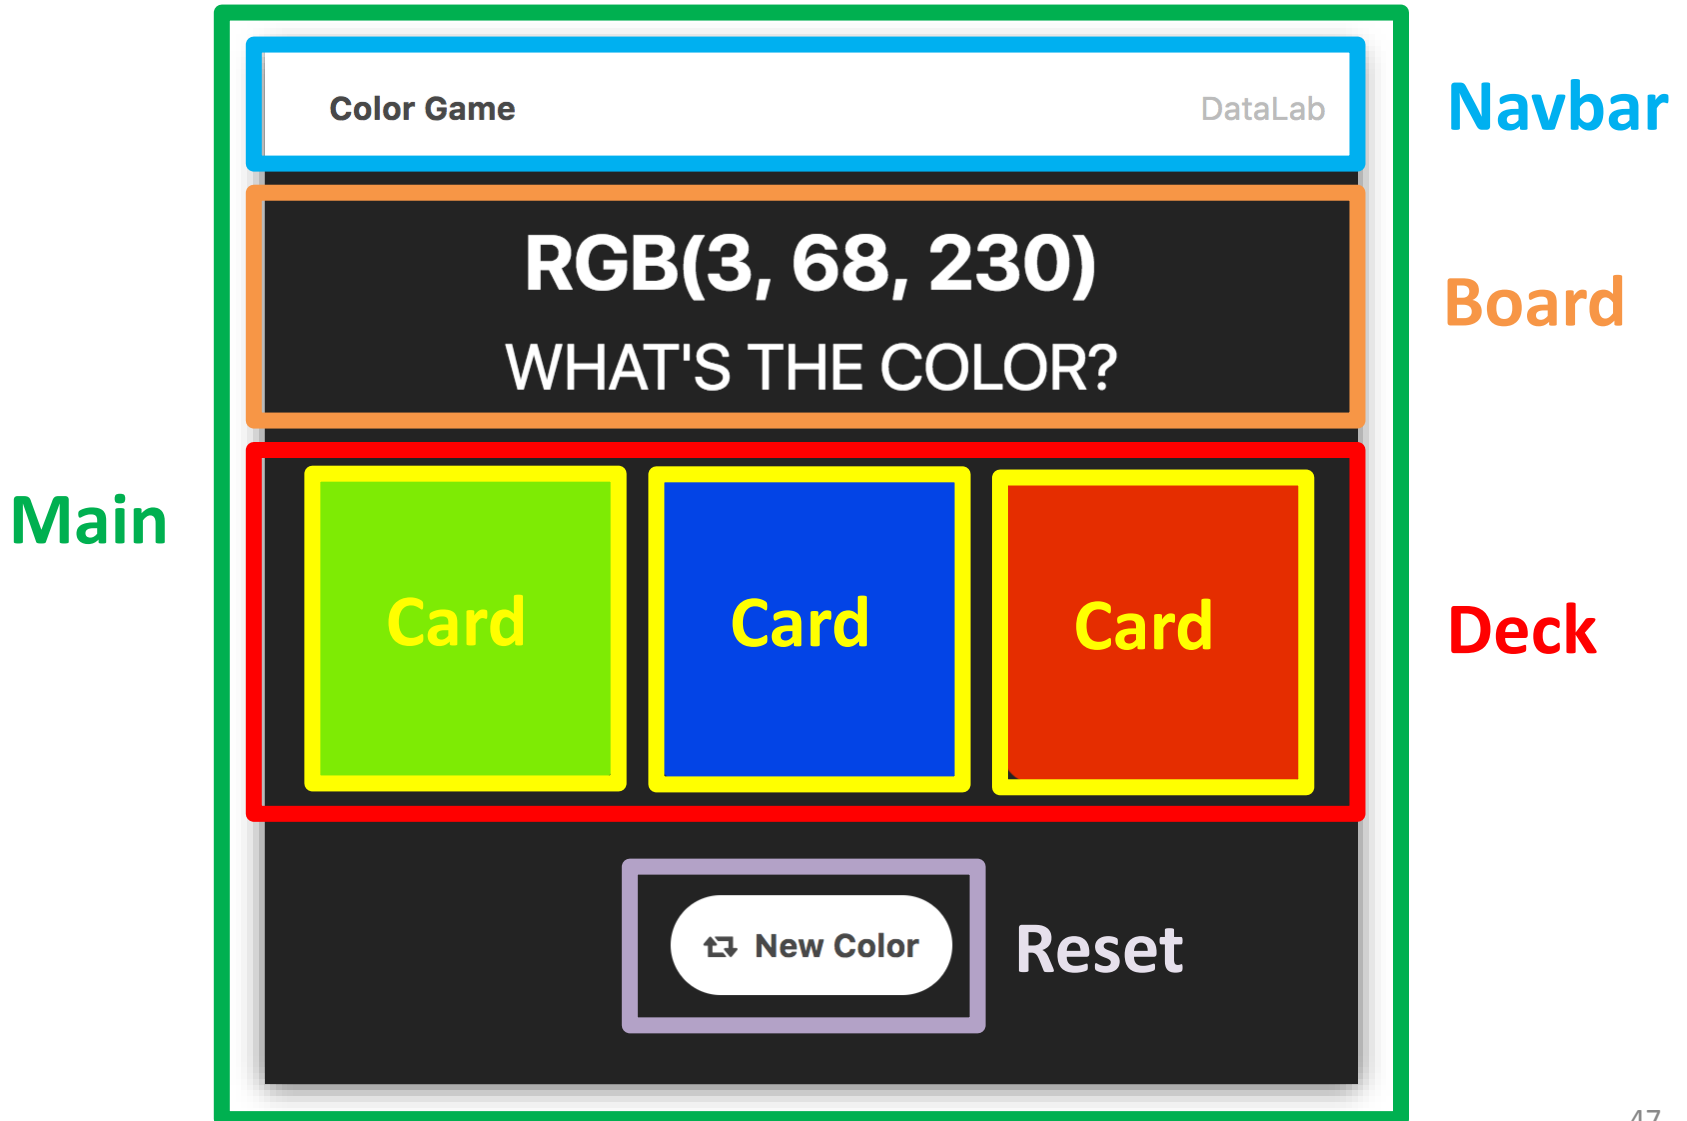 Color Game DataLab
Navbar
RGB(3, 68, 230)
WHAT'S THE COLOR?
Board
Main
Card Card Card
Deck
New Color
Reset
47